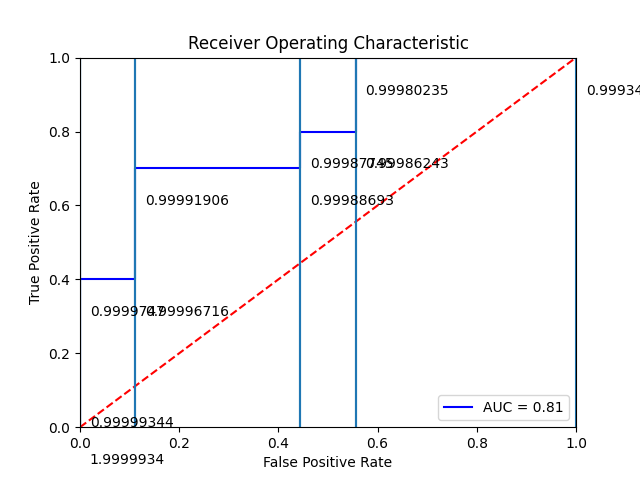 Receiver Operating Characteristic
1.0
0.99980235
0.99934
0.8
0.99986243
0.99991906
0.99988693
0.6
True Positive Rate
0.4
0.99996716
0.2
AUC = 0.81
0.99999344
0.0
0.0 0.2 0.4 0.6 0.8 1.0
1.9999934
False Positive Rate